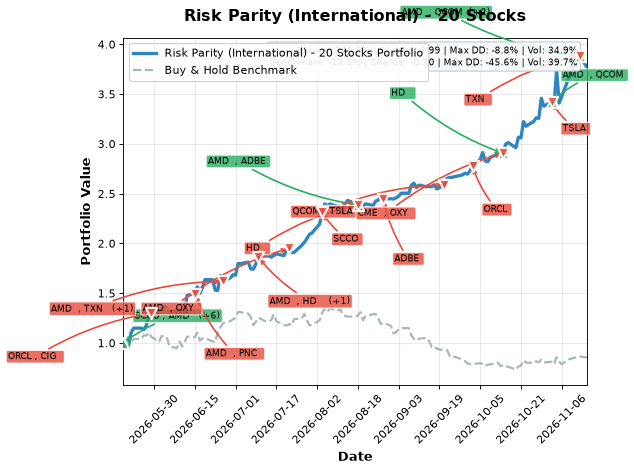 Risk Parity (International) - 20 Stocks
AMD , QCOM (+2)
Risk Parity (International) - 20 Stocks Portfolio
Buy & Hold Benchmark
99 | Max DD: -8.8% | Vol: 34.9%
| Max DD: -45.6% | Vol: 39.7%
AMD , QCOM
HD
TXN
TSLA
AMD , ADBE
QCOM , TSLA
CME , OXY
ORCL
SCCO
HD
ADBE
AMD , HD (+1)
AMD , TXN (+1)
AMD , OXY
SCCO , AMD (+6)
ORCL , CIG
AMD , PNC
Portfolio Value
4.0
3.5
3.0
2.5
2.0
1.5
1.0
2026-05-30
2026-06-15
2026-07-01
2026-07-17
2026-08-02
2026-08-18
2026-09-03
2026-09-19
2026-10-05
2026-10-21
2026-11-06
Date